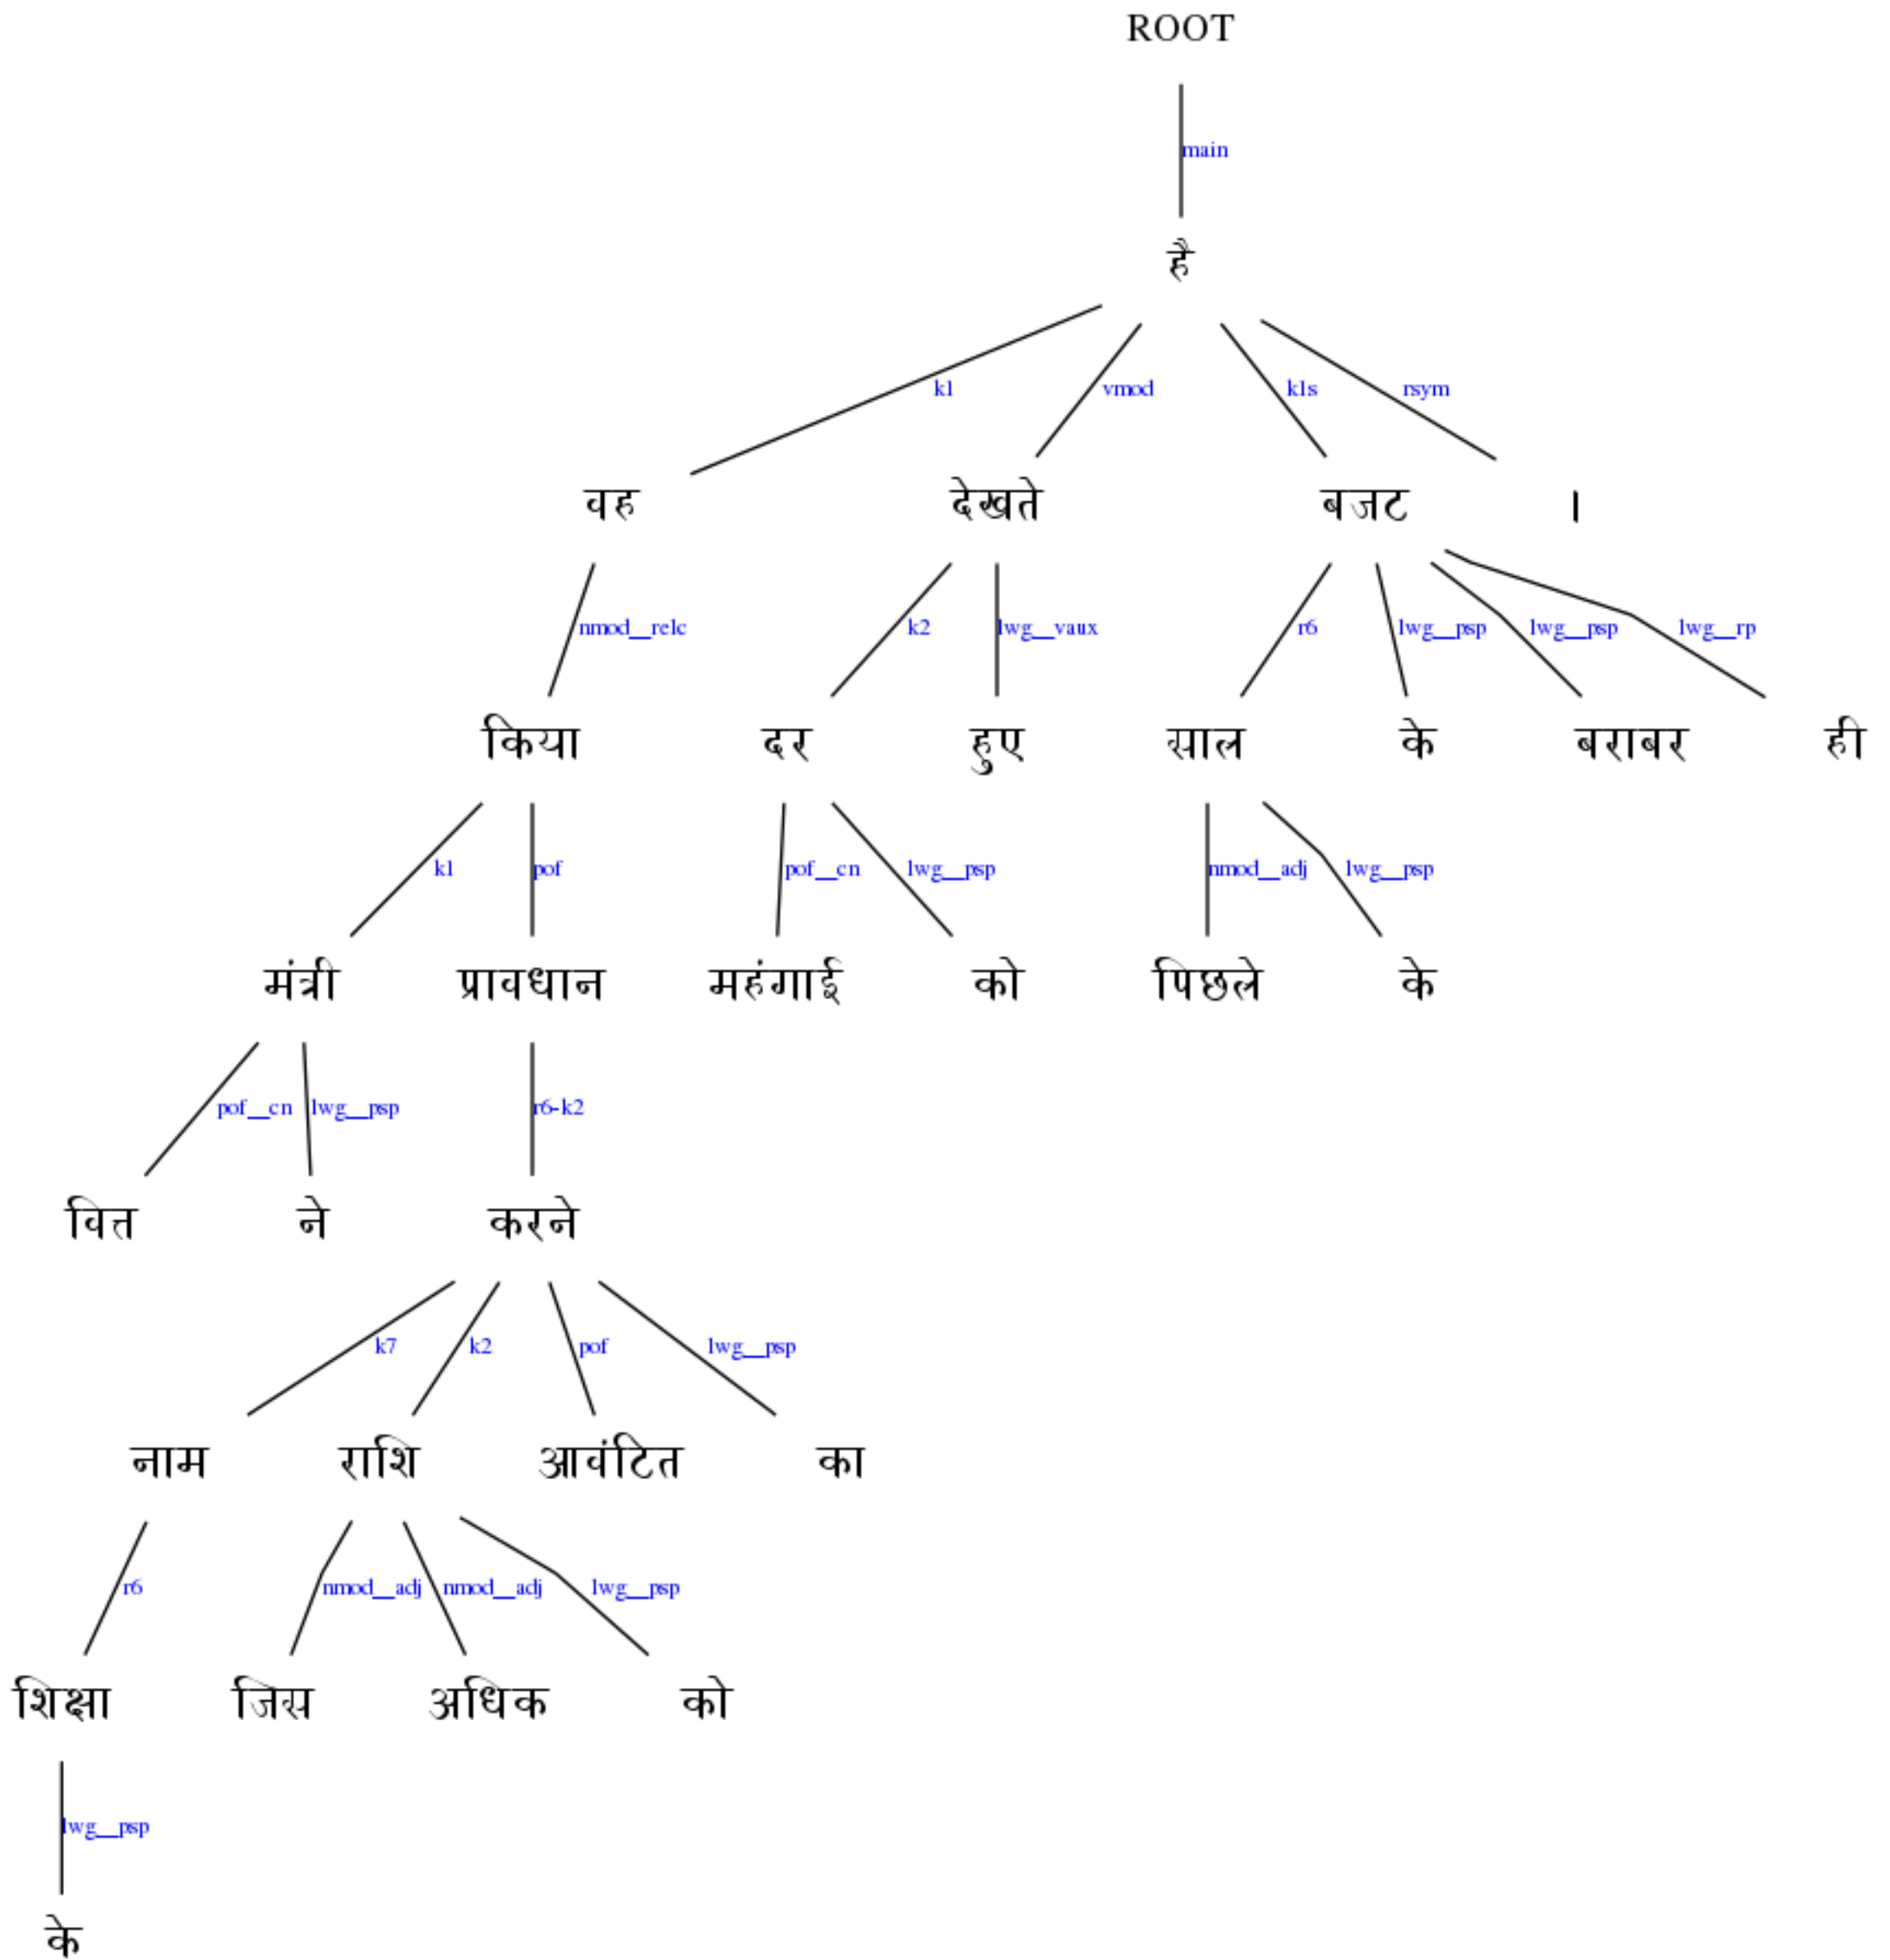 ROOT
main
है
k1 vmod k1s rsym
वह देखते बजट ।
nmod__relc k2 lwg__vaux r6 lwg__psp lwg__psp lwg__rp
किया दर हुए साल के बराबर ही
k1 pof pof__cn lwg__psp nmod__adj lwg__psp
मंत्री प्रावधान महंगाई को पिछले के
pof__cn lwg__psp r6-k2
वित्त ने करने
k7 k2 pof lwg__psp
नाम राशि आवंटित का
r6 nmod__adj nmod__adj lwg__psp
शिक्षा जिस अधिक को
lwg__psp
के